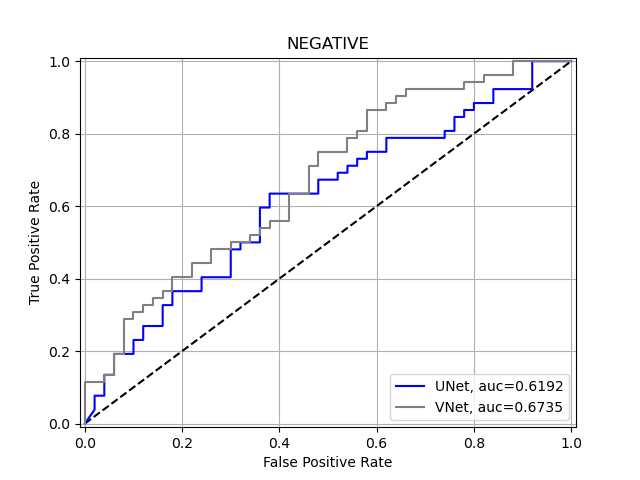 NEGATIVE
True Positive Rate
1.0
0.8
0.6
0.4
0.2
0.0
UNet, auc=0.6192
VNet, auc=0.6735
0.0 0.2 0.4 0.6 0.8 1.0
False Positive Rate